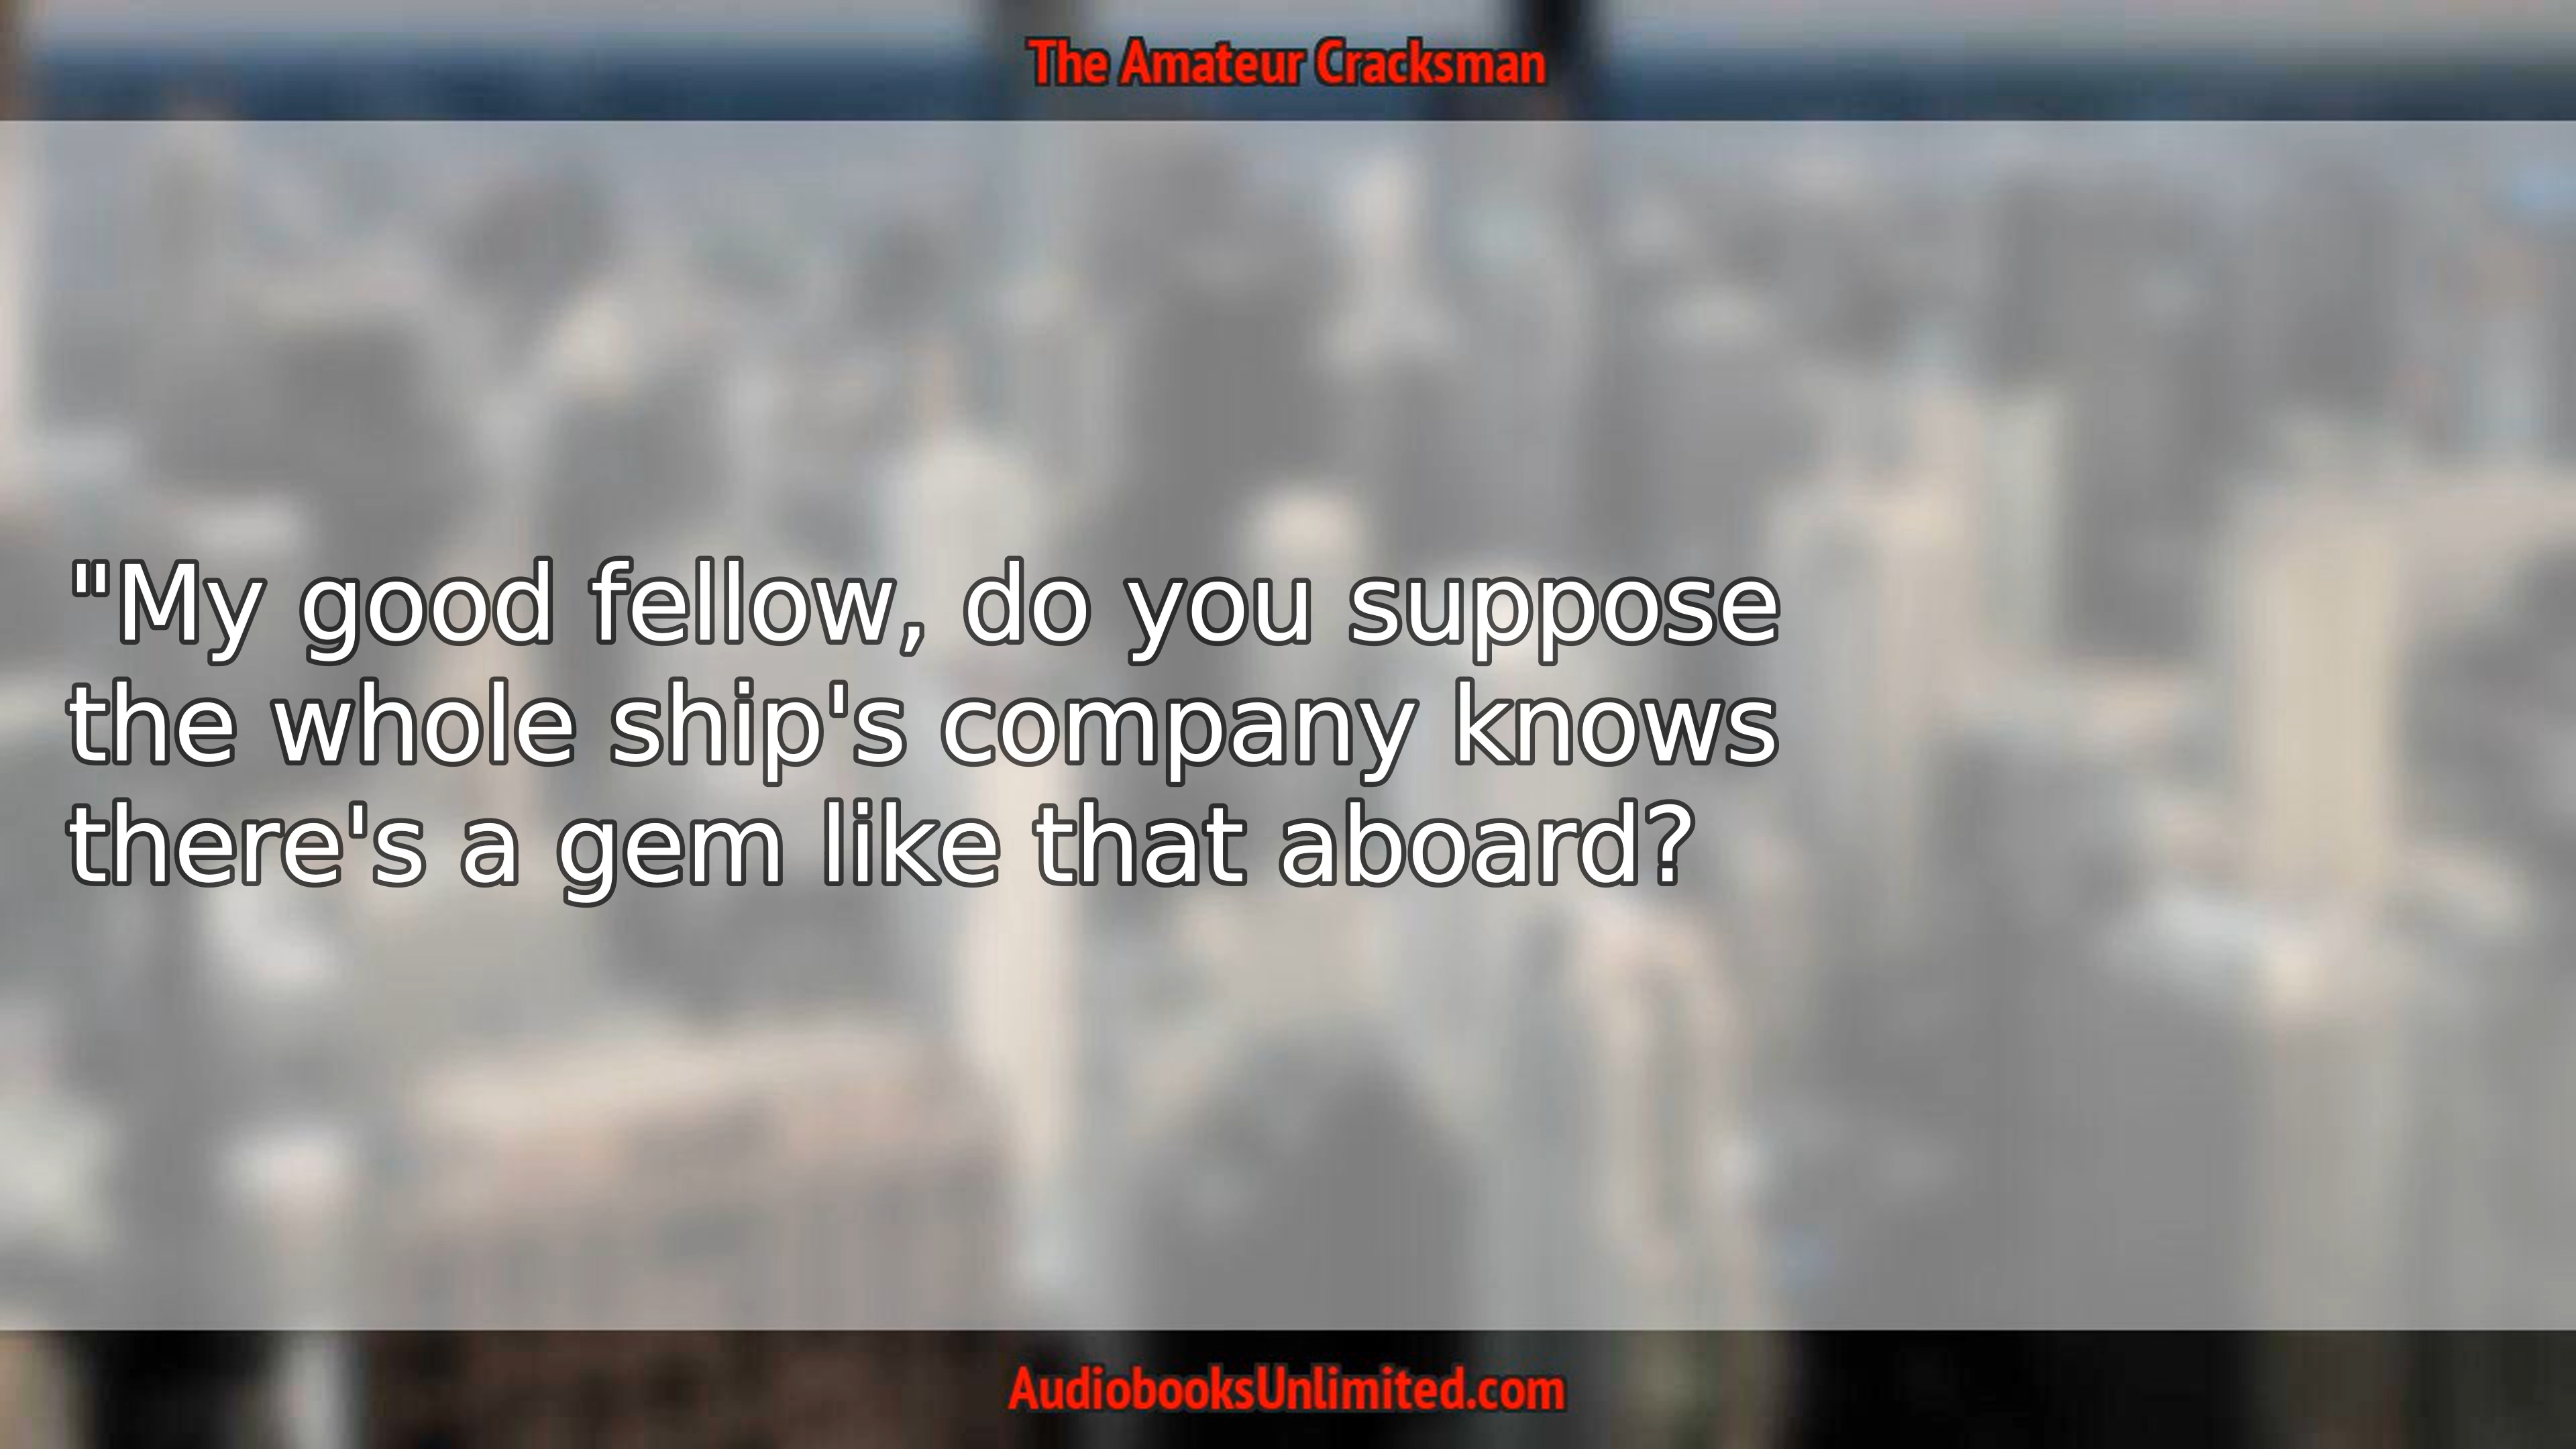 The Amateur Cracksman
"My good fellow, do you suppose
the whole ship's company knows
there's a gem like that aboard?
AudiobooksUnlimited.com